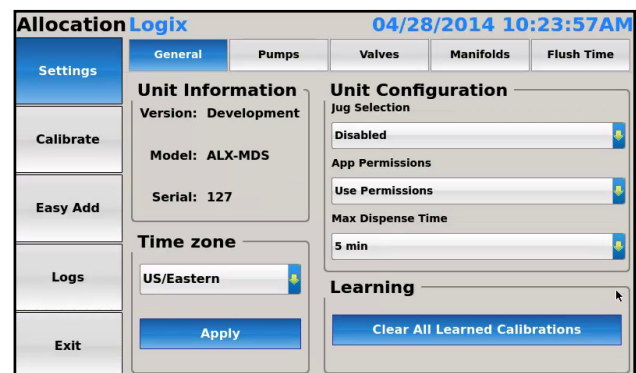 AllocationLogix 04/28/2014 10:23:57AM
Settings
Calibrate
Easy Add
Logs
Exit
General Pumps Valves Manifolds Flush Time
Unit Information
Version: Development
Model: ALX-MDS
Serial: 127
Time zone
US/Eastern
Apply
Unit Configuration
Jug Selection
Disabled
App Permissions
Use Permissions
Max Dispense Time
5 min
Learning
Clear All Learned Calibrations